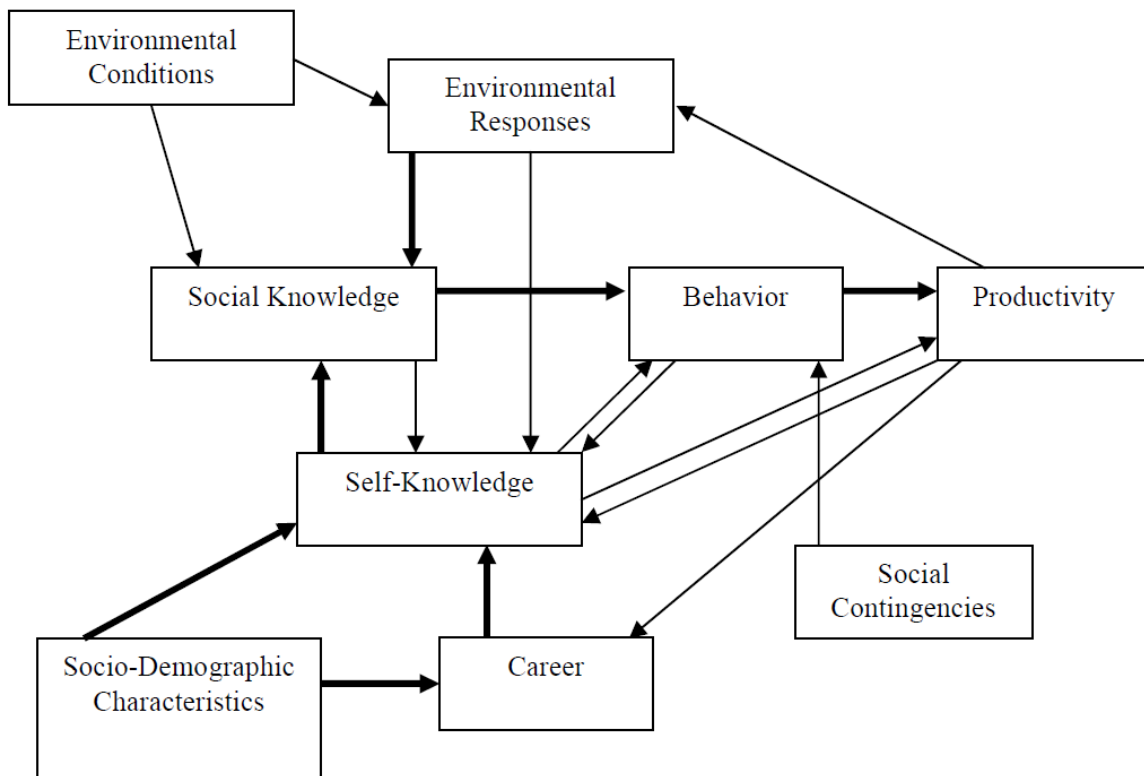 Environmental
Conditions
Environmental
Responses
Social Knowledge
Behavior
Productivity
Self-Knowledge
Social
Contingencies
Socio-Demographic
Characteristics
Career